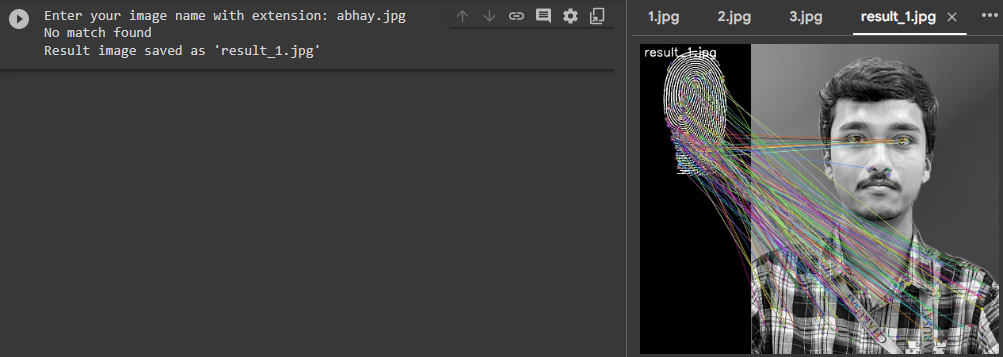 Enter your image name with extension: abhay.jpg
No match found
Result image saved as 'result_1.jpg'
1.jpg
2.jpg
3.jpg
result_1.jpg
result_1.jpg